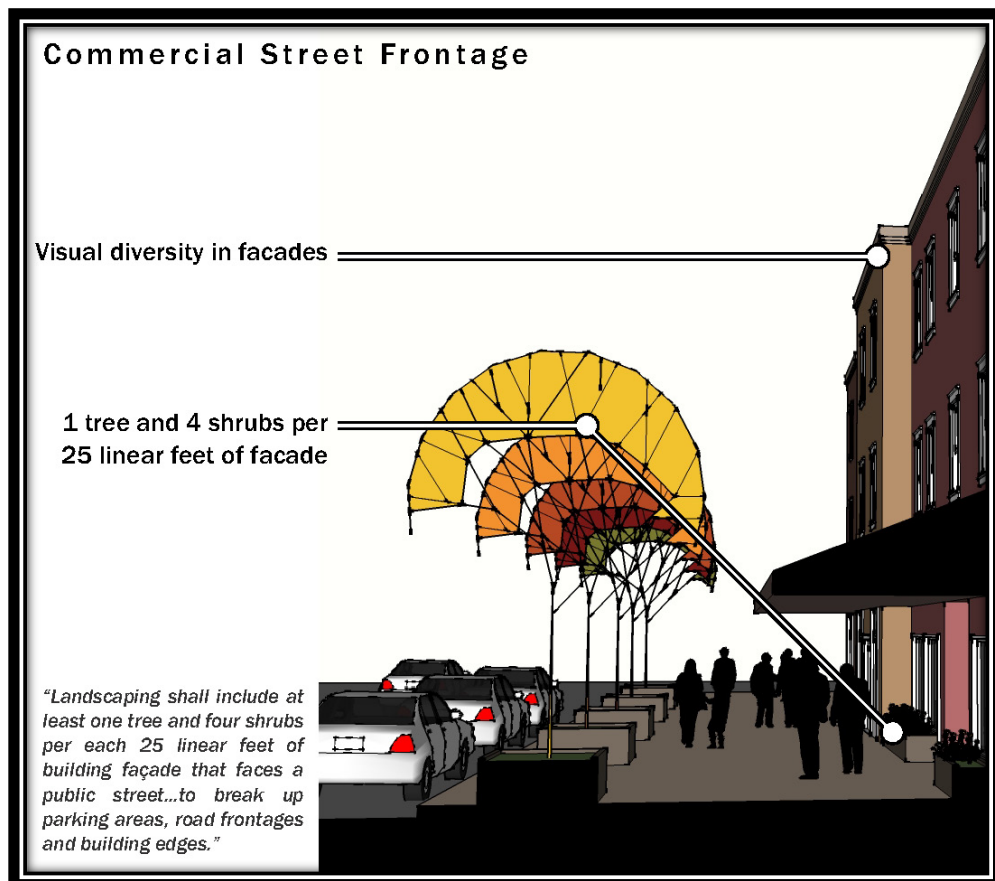 Commercial Street Frontage
Visual diversity in facades
1 tree and 4 shrubs per
25 linear feet of facade
“Landscaping shall include at
least one tree and four shrubs
per each 25 linear feet of
building façade that faces a
public street...to break up
parking areas, road frontages
and building edges.”